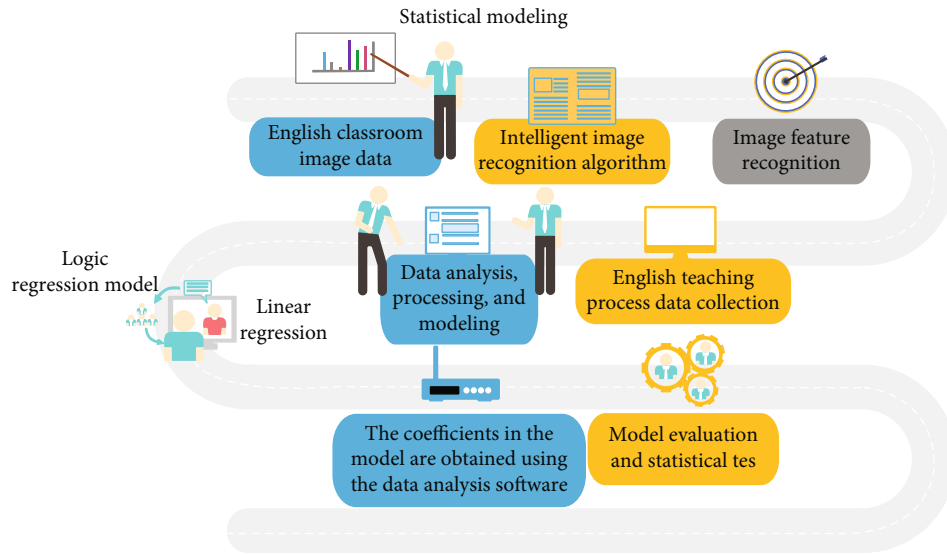 Statistical modeling
English classroom
image data
Intelligent image
recognition algorithm
Image feature
recognition
Logic
regression model
Linear
regression
Data analysis,
processing, and
modeling
English teaching
process data collection
The coefficients in the
model are obtained using
the data analysis software
Model evaluation
and statistical tes